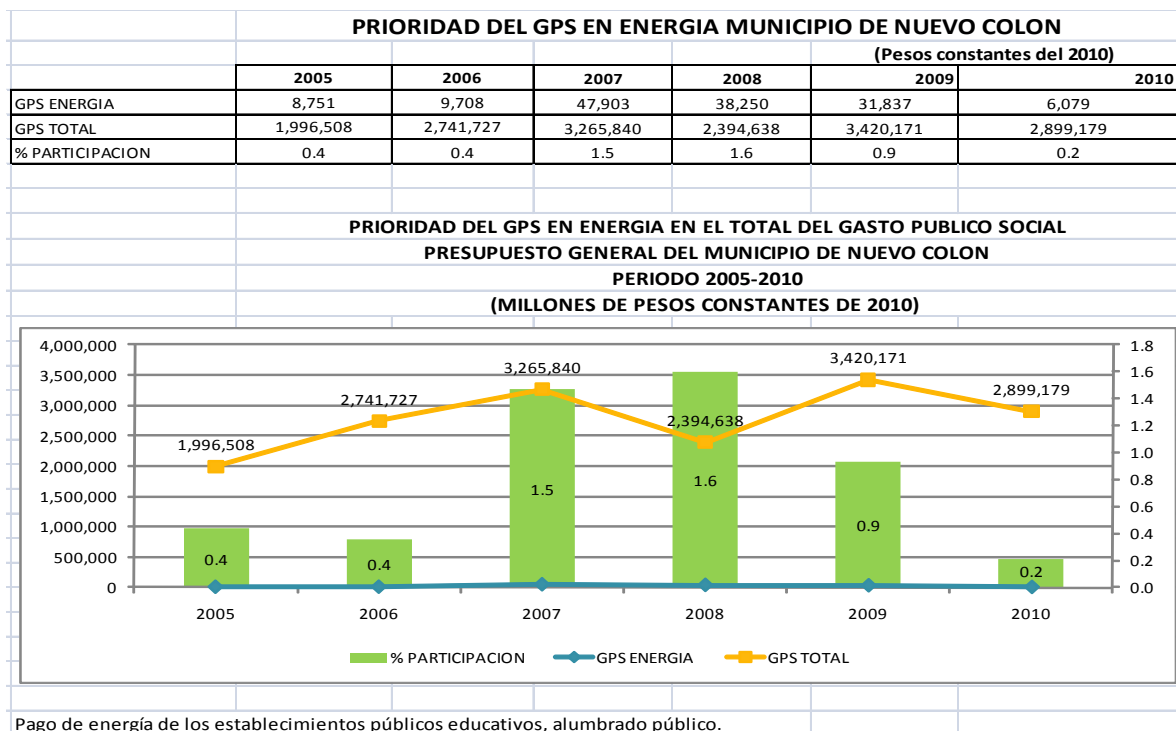 PRIORIDAD DEL GPS EN ENERGIA MUNICIPIO DE NUEVO COLON
(Pesos constantes del 2010)
2005 2006 2007 2008 2009 2010
GPS ENERGIA 8,751 9,708 47,903 38,250 31,837 6,079
GPS TOTAL 1,996,508 2,741,727 3,265,840 2,394,638 3,420,171 2,899,179
% PARTICIPACION 0.4 0.4 1.5 1.6 0.9 0.2
PRIORIDAD DEL GPS EN ENERGIA EN EL TOTAL DEL GASTO PUBLICO SOCIAL
PRESUPUESTO GENERAL DEL MUNICIPIO DE NUEVO COLON
PERIODO 2005-2010
(MILLONES DE PESOS CONSTANTES DE 2010)
4,000,000 1.8
3,500,000 3,265,840 3,420,171 1.6
3,000,000 2,741,727 2,899,179 1.4
2,500,000 2,394,638 1.2
2,000,000 1,996,508 1.0
1,500,000 1.5 1.6 0.8
1,000,000 0.9 0.6
0.4
500,000 0.4 0.4 0.2 0.2
0 0.0
2005 2006 2007 2008 2009 2010
% PARTICIPACION GPS ENERGIA GPS TOTAL
Pago de energía de los establecimientos públicos educativos, alumbrado público.